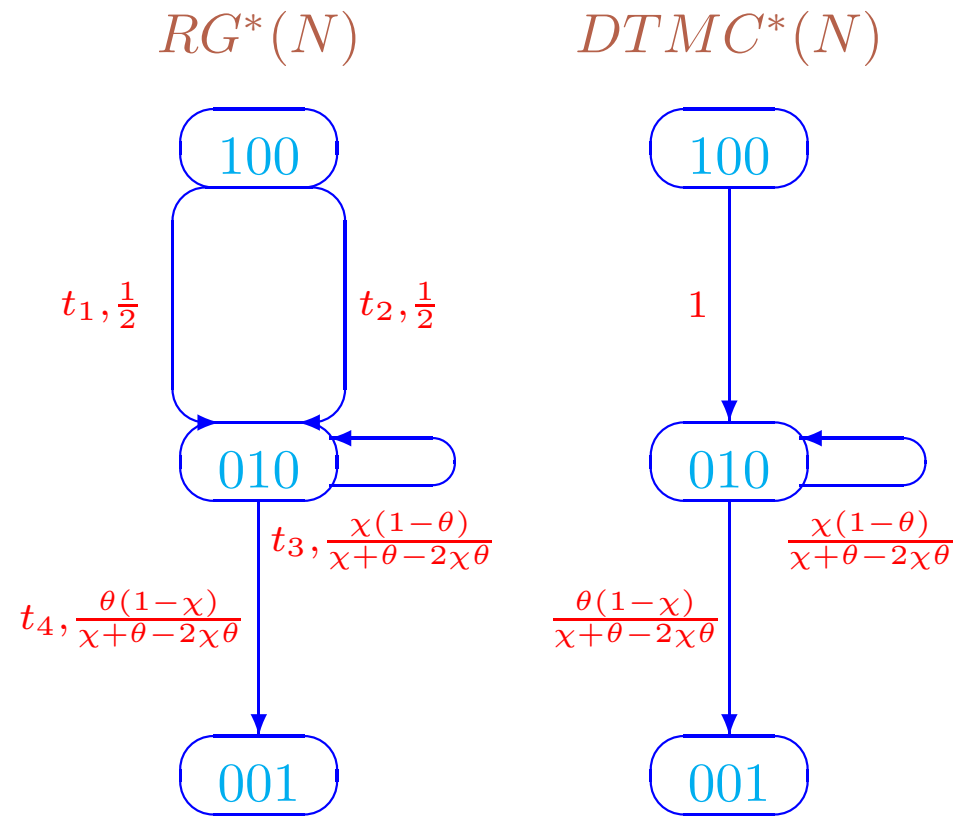 RG*(N) DTMC*(N)
100 100
t₁, 1/2 t₂, 1/2 1
010 010
t₃, χ(1−θ)/(χ+θ−2χθ) χ(1−θ)/(χ+θ−2χθ)
t₄, θ(1−χ)/(χ+θ−2χθ) θ(1−χ)/(χ+θ−2χθ)
001 001